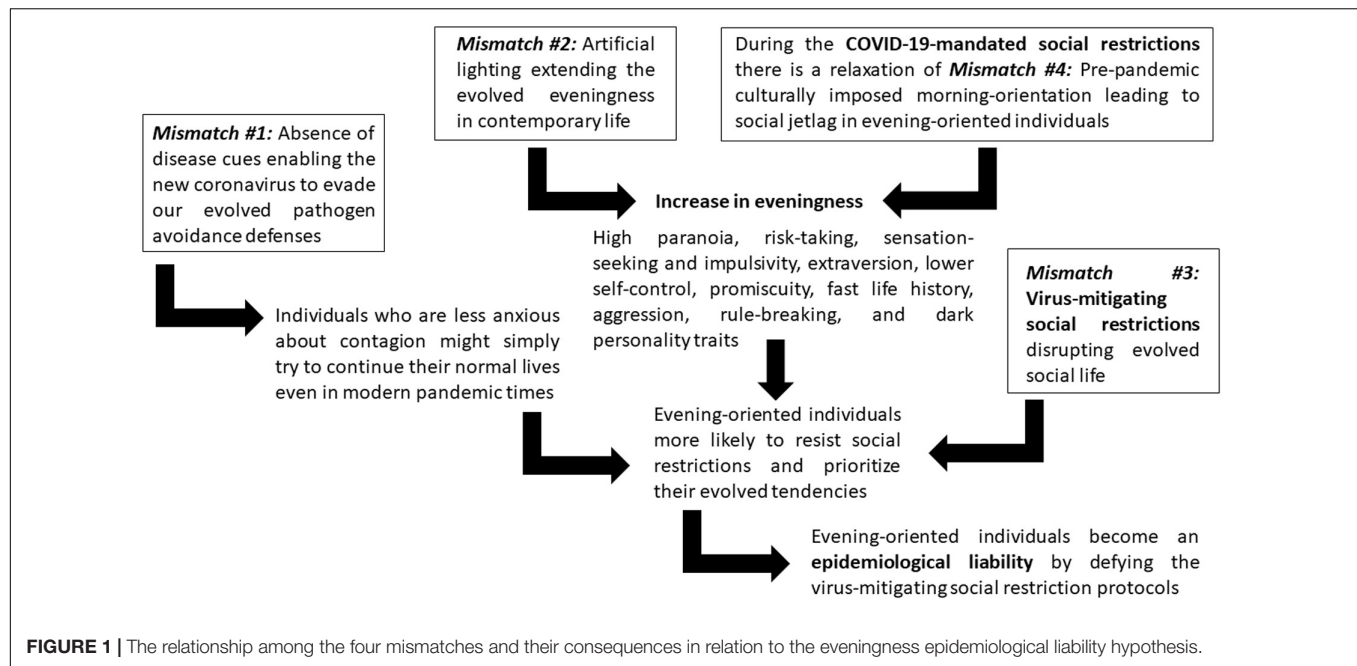 Mismatch #2: Artificial
lighting extending the
evolved eveningness
in contemporary life
During the COVID-19-mandated social restrictions
there is a relaxation of Mismatch #4: Pre-pandemic
culturally imposed morning-orientation leading to
social jetlag in evening-oriented individuals
Mismatch #1: Absence of
disease cues enabling the
new coronavirus to evade
our evolved pathogen
avoidance defenses
Increase in eveningness
High paranoia, risk-taking, sensation-
seeking and impulsivity, extraversion, lower
self-control, promiscuity, fast life history,
aggression, rule-breaking, and dark
personality traits
Mismatch #3:
Virus-mitigating
social restrictions
disrupting evolved
social life
Individuals who are less anxious
about contagion might simply
try to continue their normal lives
even in modern pandemic times
Evening-oriented individuals
more likely to resist social
restrictions and prioritize
their evolved tendencies
Evening-oriented individuals become an
epidemiological liability by defying the
virus-mitigating social restriction protocols
FIGURE 1 | The relationship among the four mismatches and their consequences in relation to the eveningness epidemiological liability hypothesis.